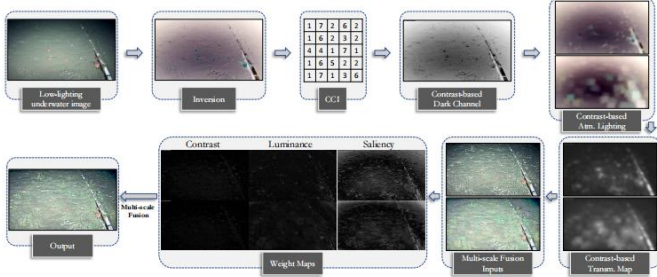 Low-lighting
underwater image
Inversion
1 7 2 6 2
1 6 2 3 2
4 4 1 7 1
1 6 5 2 2
1 7 1 3 6
CCI
Contrast-based
Dark Channel
Contrast-based
Atm. Lighting
Contrast-based
Transm. Map
Multi-scale Fusion
Inputs
Contrast Luminance Saliency
Weight Maps
Multi-scale
Fusion
Output